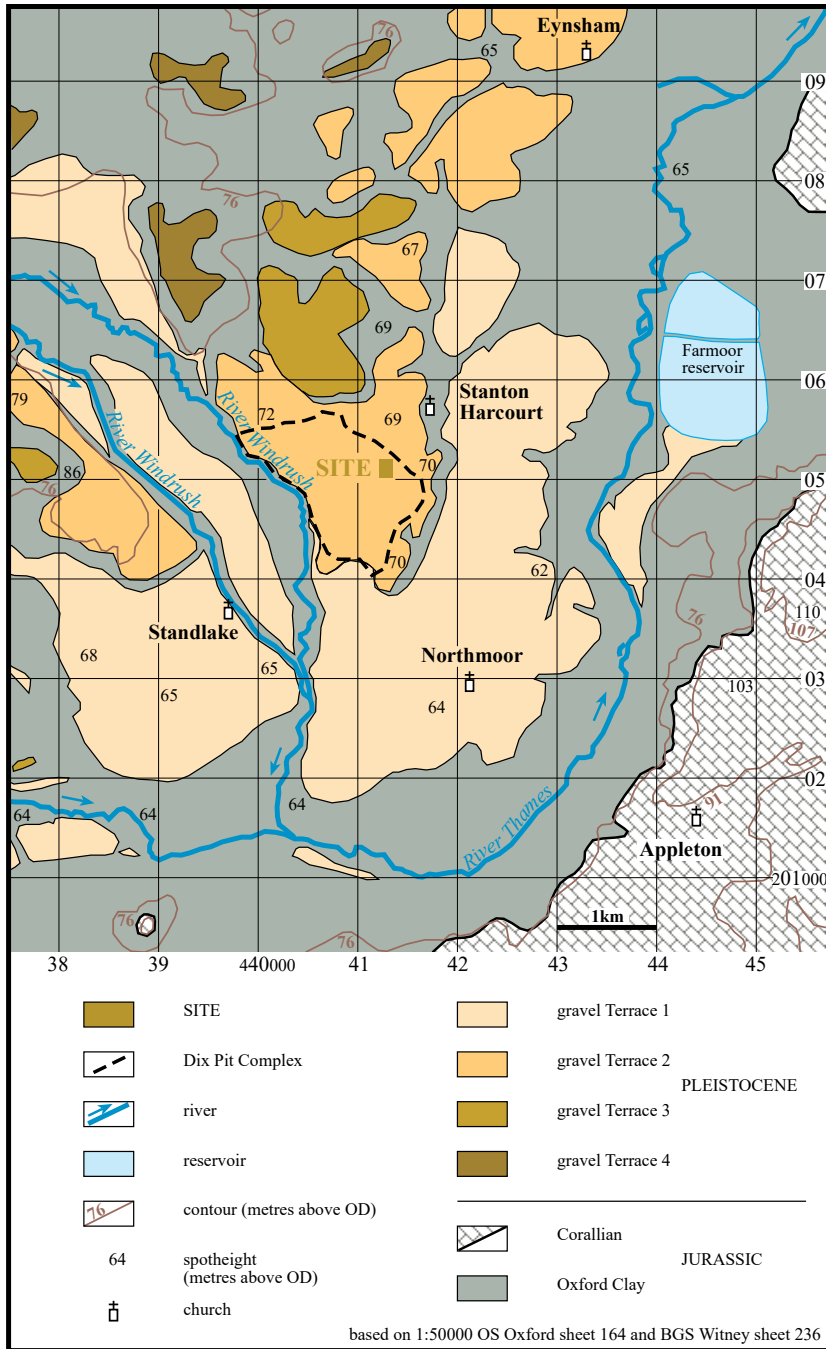 76
Eynsham
65
09
65
08
76
67
07
69
Farmoor
reservoir
06
79
River Windrush
River Windrush
72
69
Stanton
Harcourt
SITE
70
86
05
76
70
62
04
76
110
107
Standlake
Northmoor
68
65
65
64
03
103
02
64
64
64
River Thames
91
Appleton
201000
76
76
1km
38
39
440000
41
42
43
44
45
SITE
Dix Pit Complex
river
reservoir
76
contour (metres above OD)
64
spotheight
(metres above OD)
church
gravel Terrace 1
gravel Terrace 2
PLEISTOCENE
gravel Terrace 3
gravel Terrace 4
Corallian
JURASSIC
Oxford Clay
based on 1:50000 OS Oxford sheet 164 and BGS Witney sheet 236